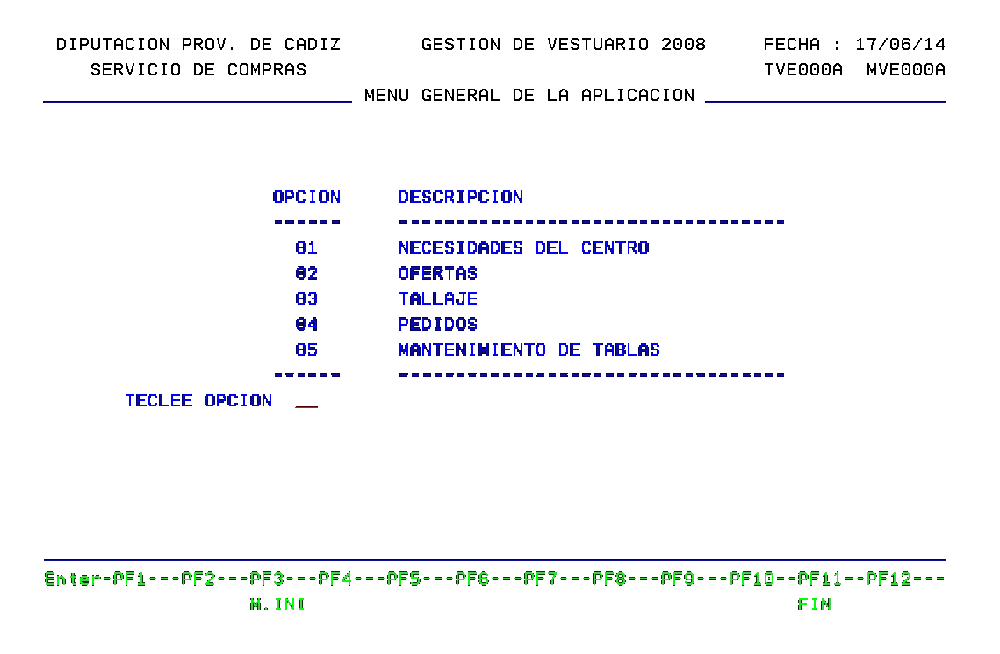 DIPUTACION PROV. DE CADIZ GESTION DE VESTUARIO 2008 FECHA : 17/06/14
SERVICIO DE COMPRAS TVE000A MVE000A
MENU GENERAL DE LA APLICACION
OPCION DESCRIPCION
------ ----------------------------------
01 NECESIDADES DEL CENTRO
02 OFERTAS
03 TALLAJE
04 PEDIDOS
05 MANTENIMIENTO DE TABLAS
------ ----------------------------------
TECLEE OPCION __
Enter-PF1---PF2---PF3---PF4---PF5---PF6---PF7---PF8---PF9---PF10--PF11--PF12---
M.INI FIN